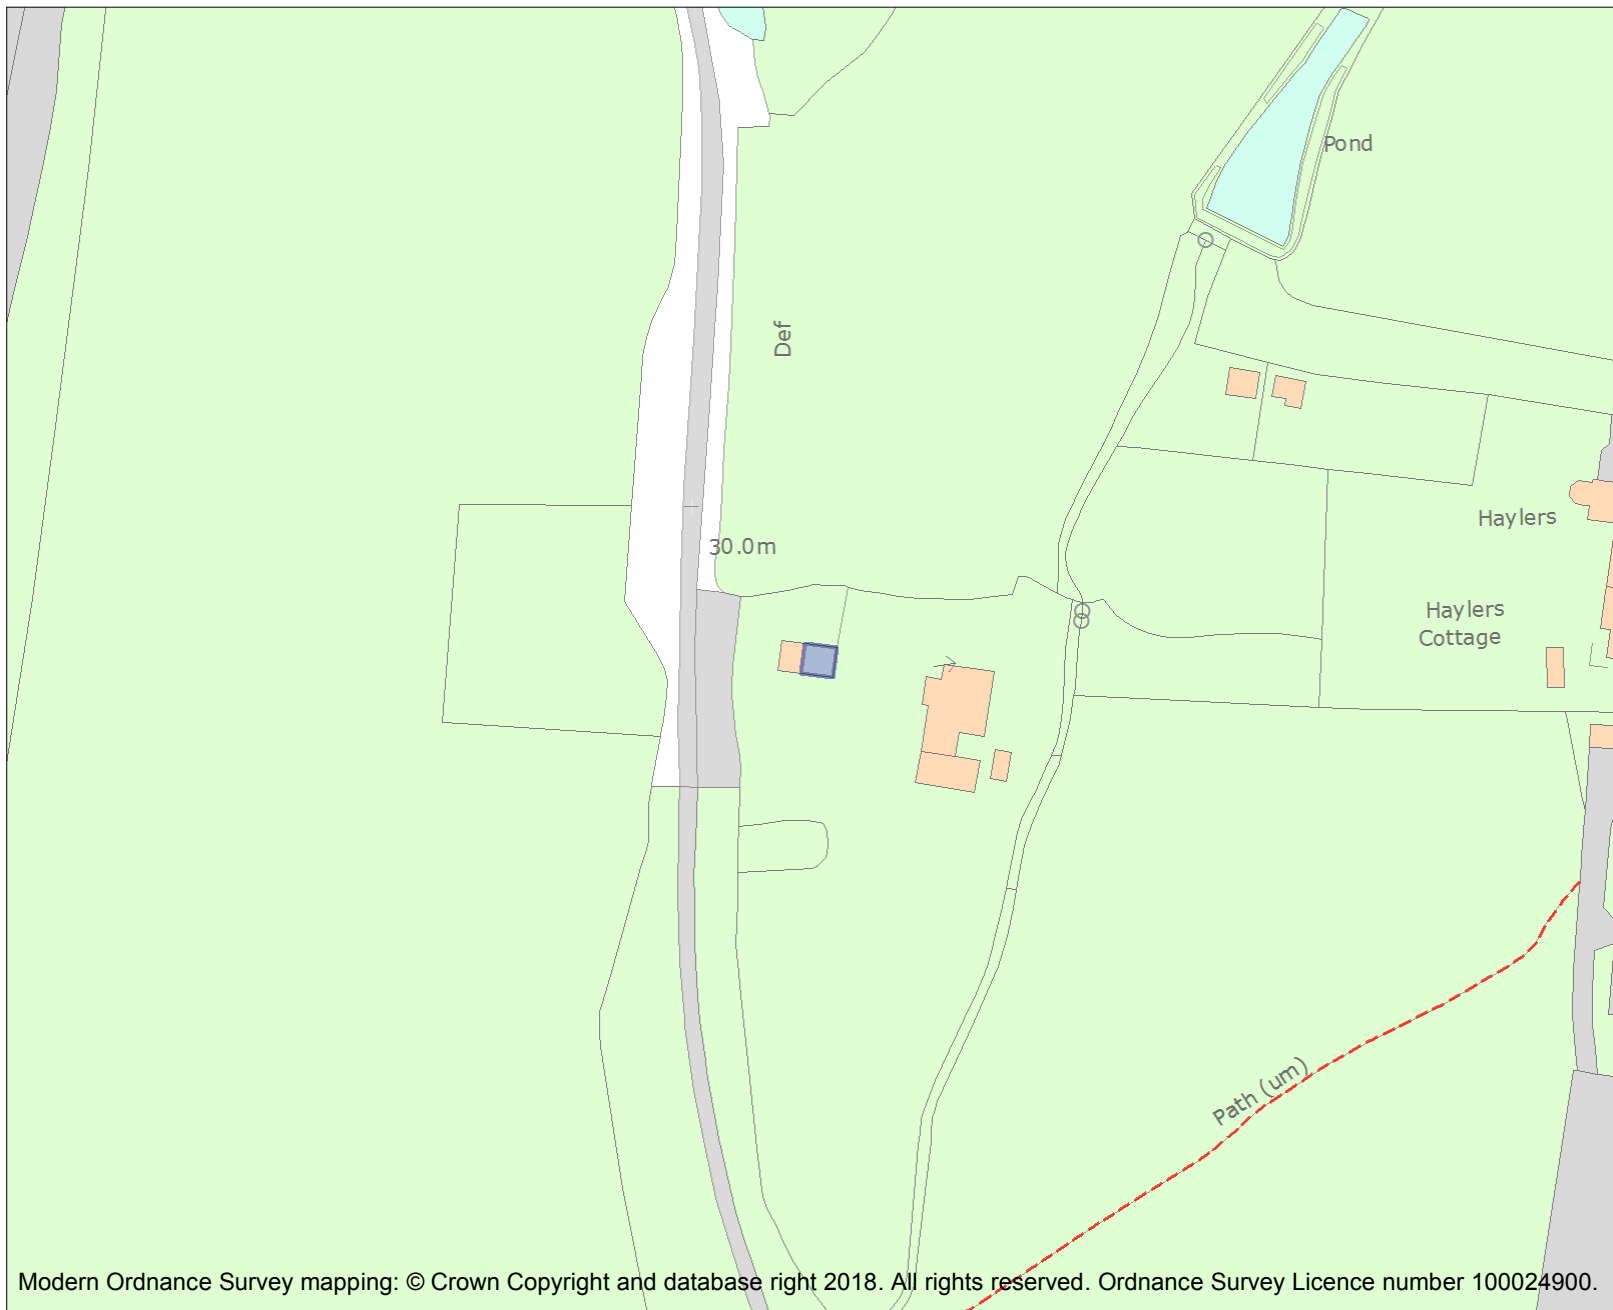 Pond
Def
Haylers
30.0m
Haylers
Cottage
Path (um)
Modern Ordnance Survey mapping: © Crown Copyright and database right 2018. All rights reserved. Ordnance Survey Licence number 100024900.